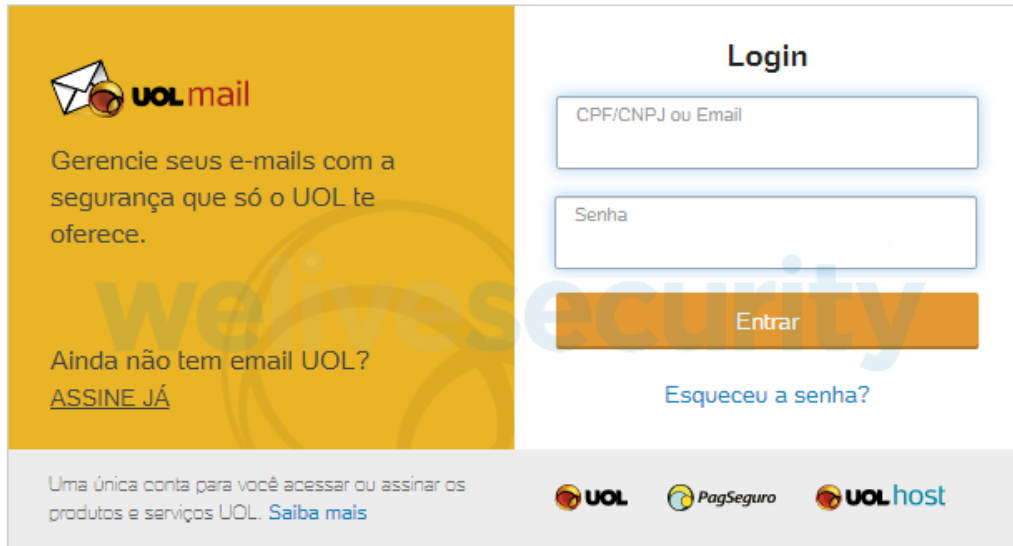 UOL mail
Gerencie seus e-mails com a
segurança que só o UOL te
oferece.
Ainda não tem email UOL?
ASSINE JÁ
Login
CPF/CNPJ ou Email
Senha
Entrar
Esqueceu a senha?
welivesecurity
Uma única conta para você acessar ou assinar os
produtos e serviços UOL. Saiba mais
UOL PagSeguro UOL host